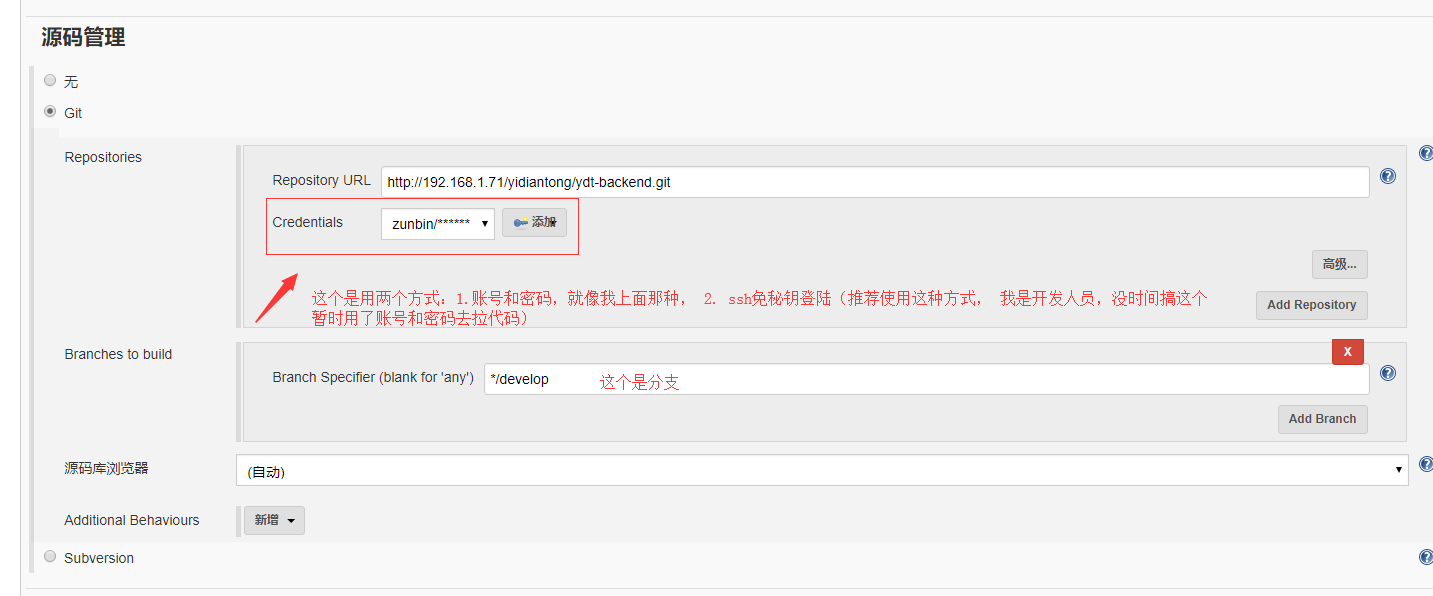 源码管理
无
Git
Repositories
Repository URL
http://192.168.1.71/yidiantong/ydt-backend.git
Credentials
zunbin/******
添加
高级...
这个是用两个方式：1.账号和密码，就像我上面那种， 2. ssh免秘钥登陆（推荐使用这种方式， 我是开发人员，没时间搞这个
暂时用了账号和密码去拉代码）
Add Repository
Branches to build
X
Branch Specifier (blank for 'any')
*/develop
这个是分支
Add Branch
源码库浏览器
(自动)
Additional Behaviours
新增
Subversion